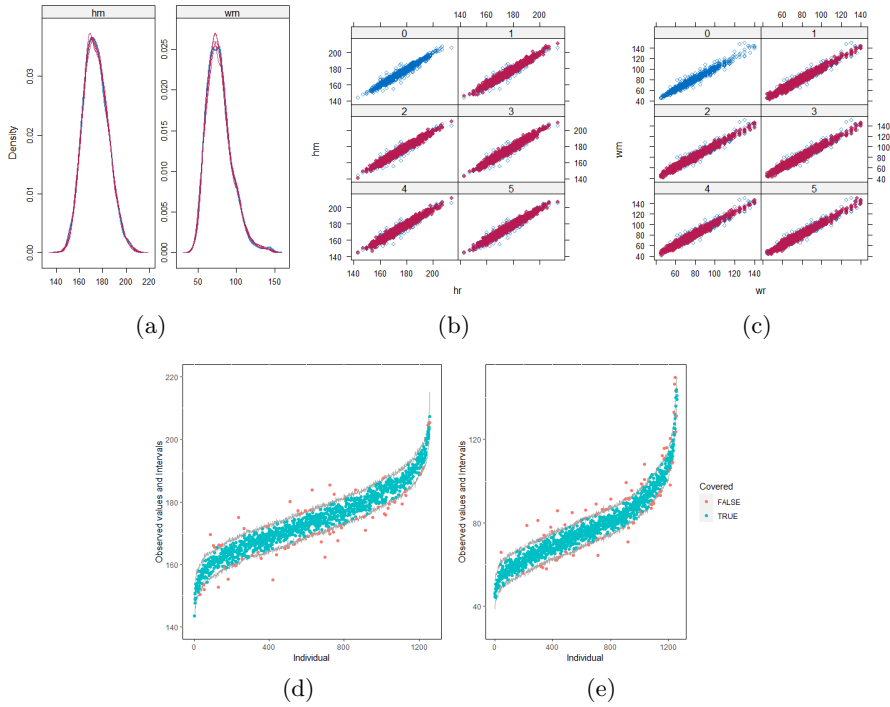 hm wm
Density
0.00 0.01 0.02 0.03
0.000 0.005 0.010 0.015 0.020 0.025
140 160 180 200 220
50 100 150
(a)
140 160 180 200
0 1
2 3
4 5
140 160 180 200
140 160 180 200
140 160 180 200
140 160 180 200
hm
hr
(b)
60 80 100 120 140
0 1
2 3
4 5
40 60 80 100 120 140
40 60 80 100 120 140
40 60 80 100 120 140
60 80 100 120 140
60 80 100 120 140
wm
wr
(c)
Observed values and Intervals
220
200
180
160
140
0 400 800 1200
Individual
(d)
Observed values and Intervals
120
80
40
0 400 800 1200
Individual
(e)
Covered
FALSE
TRUE